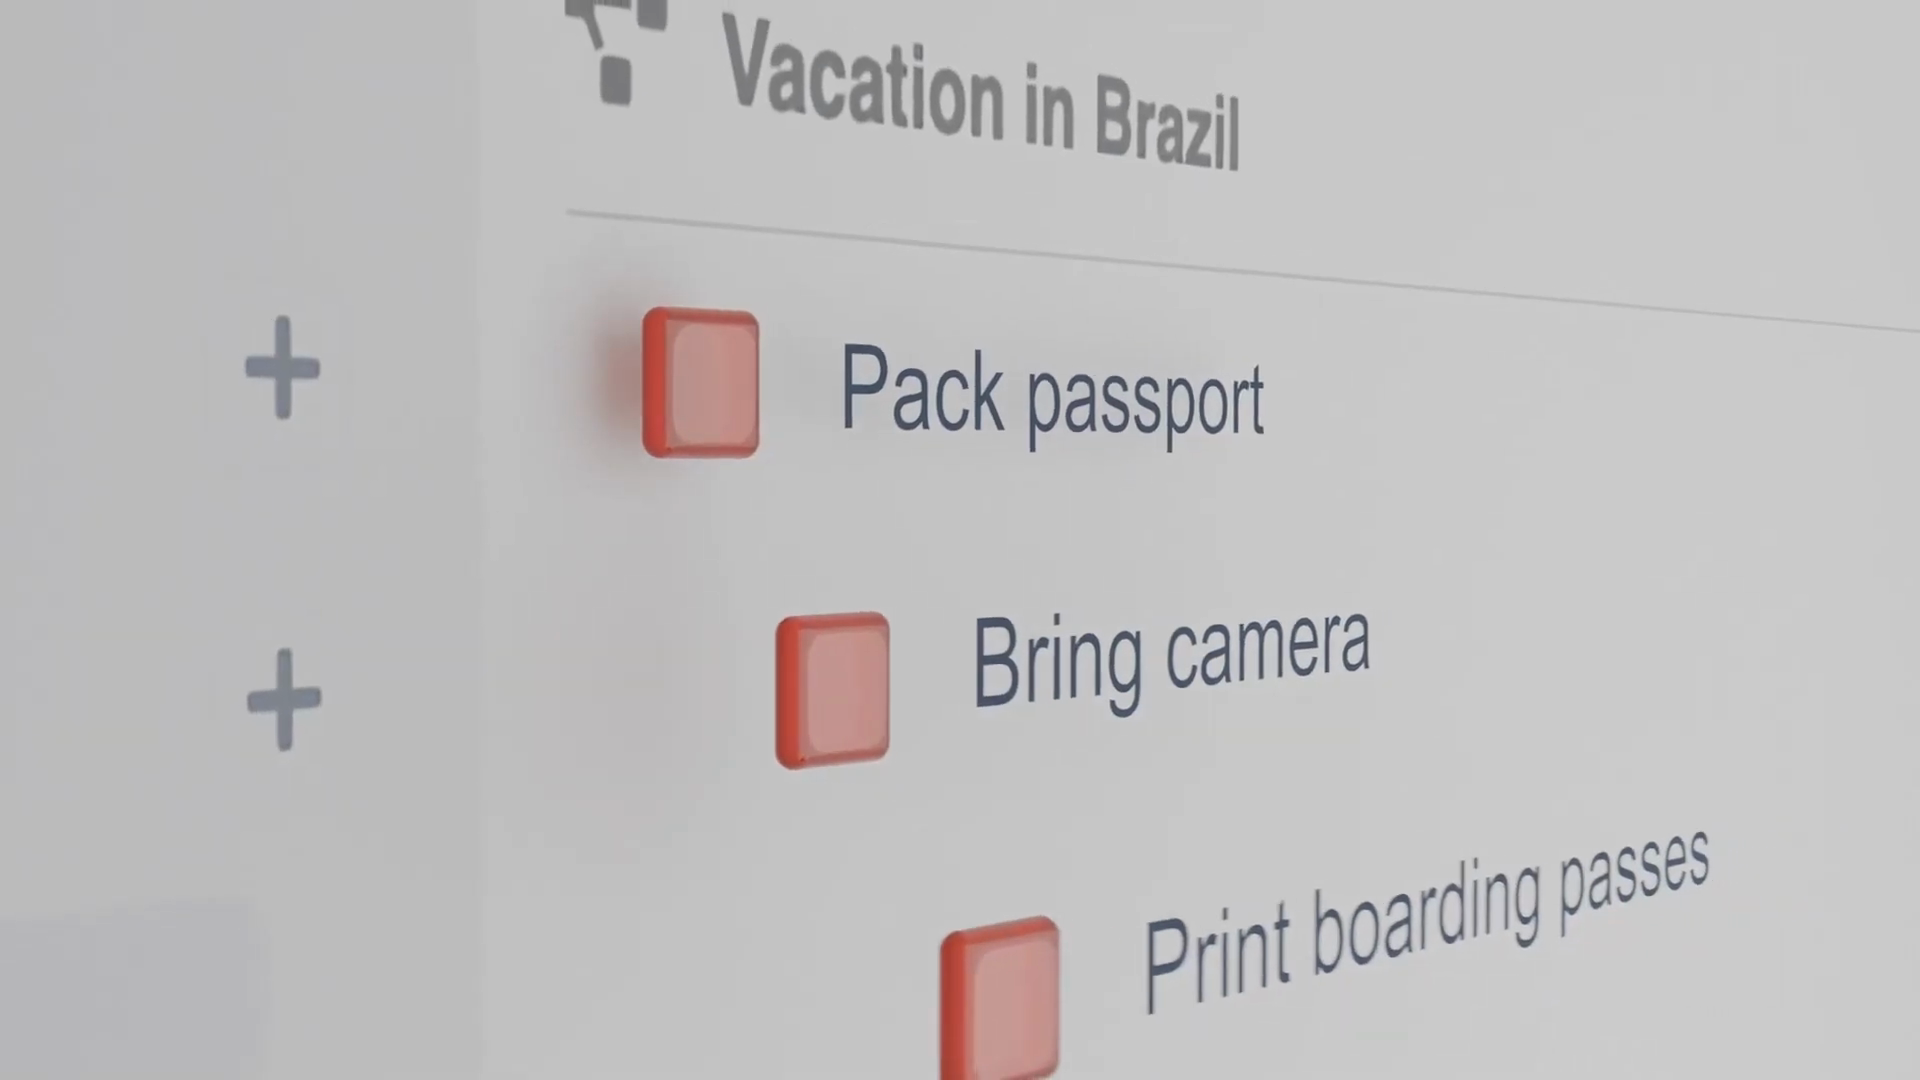 Vacation in Brazil
Pack passport
Bring camera
Print boarding passes